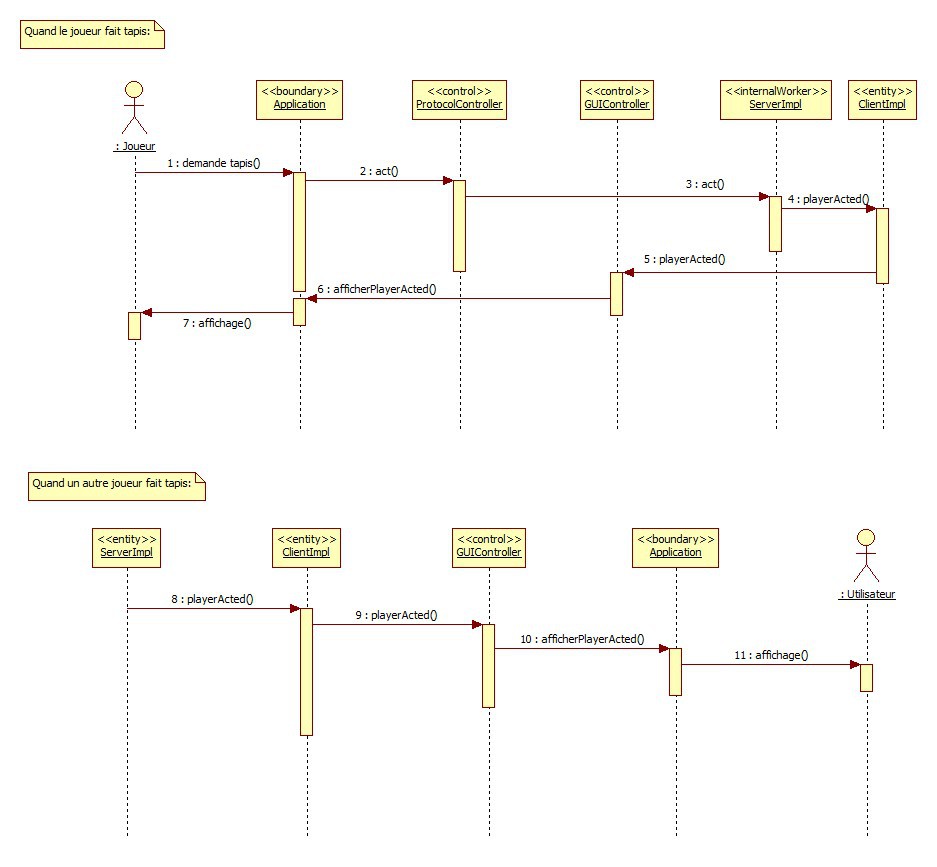 Quand le joueur fait tapis:
<<boundary>>
Application
<<control>>
ProtocolController
<<control>>
GUIController
<<internalWorker>>
ServerImpl
<<entity>>
ClientImpl
: Joueur
1 : demande tapis()
2 : act()
3 : act()
4 : playerActed()
5 : playerActed()
6 : afficherPlayerActed()
7 : affichage()
Quand un autre joueur fait tapis:
<<entity>>
ServerImpl
<<entity>>
ClientImpl
<<control>>
GUIController
<<boundary>>
Application
: Utilisateur
8 : playerActed()
9 : playerActed()
10 : afficherPlayerActed()
11 : affichage()